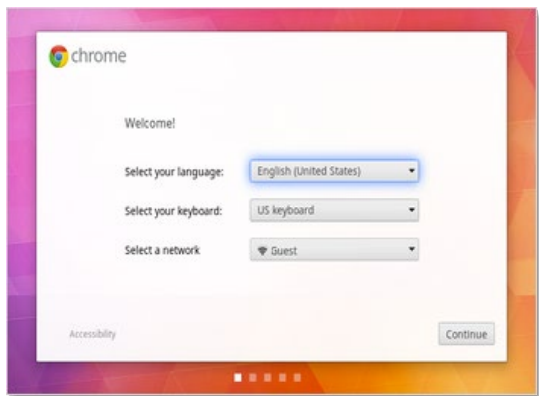 chrome
Welcome!
Select your language: English (United States)
Select your keyboard: US keyboard
Select a network Guest
Accessibility Continue